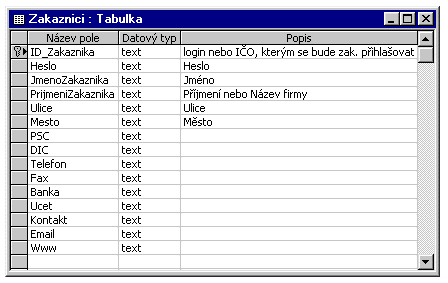 Zakaznici : Tabulka
Název pole Datový typ Popis
ID_Zakaznika text login nebo IČO, kterým se bude zak. přihlašovat
Heslo text Heslo
JmenoZakaznika text Jméno
PrijmeniZakaznika text Příjmení nebo Název firmy
Ulice text Ulice
Mesto text Město
PSC text
DIC text
Telefon text
Fax text
Banka text
Ucet text
Kontakt text
Email text
Www text